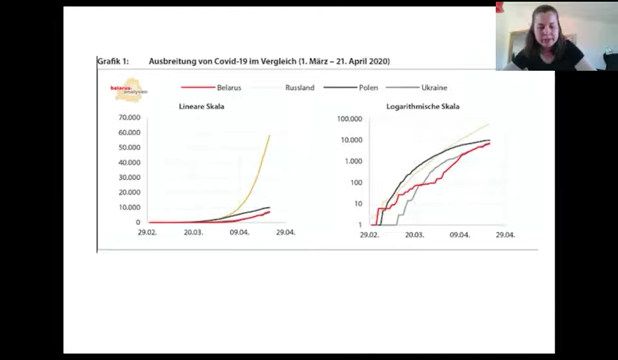 Grafik 1: Ausbreitung von Covid-19 im Vergleich (1. März – 21. April 2020)
belarus-
analysen
Belarus Russland Polen Ukraine
Lineare Skala
70.000
60.000
50.000
40.000
30.000
20.000
10.000
0
29.02. 20.03. 09.04. 29.04.
Logarithmische Skala
100.000
10.000
1.000
100
10
1
29.02. 20.03. 09.04. 29.04.